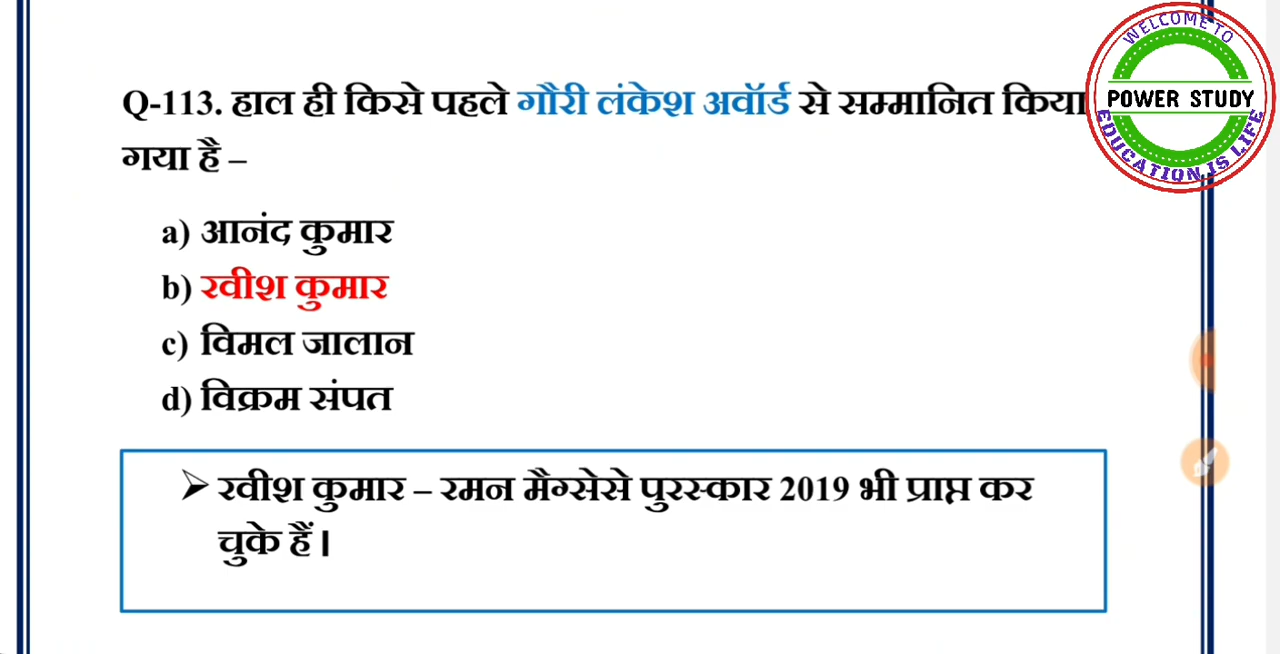 WELCOME TO
POWER STUDY
EDUCATION IS LIFE
Q-113. हाल ही किसे पहले गौरी लंकेश अवॉर्ड से सम्मानित किया
गया है –
a) आनंद कुमार
b) रवीश कुमार
c) विमल जालान
d) विक्रम संपत
➢ रवीश कुमार – रमन मैग्सेसे पुरस्कार 2019 भी प्राप्त कर
चुके हैं।